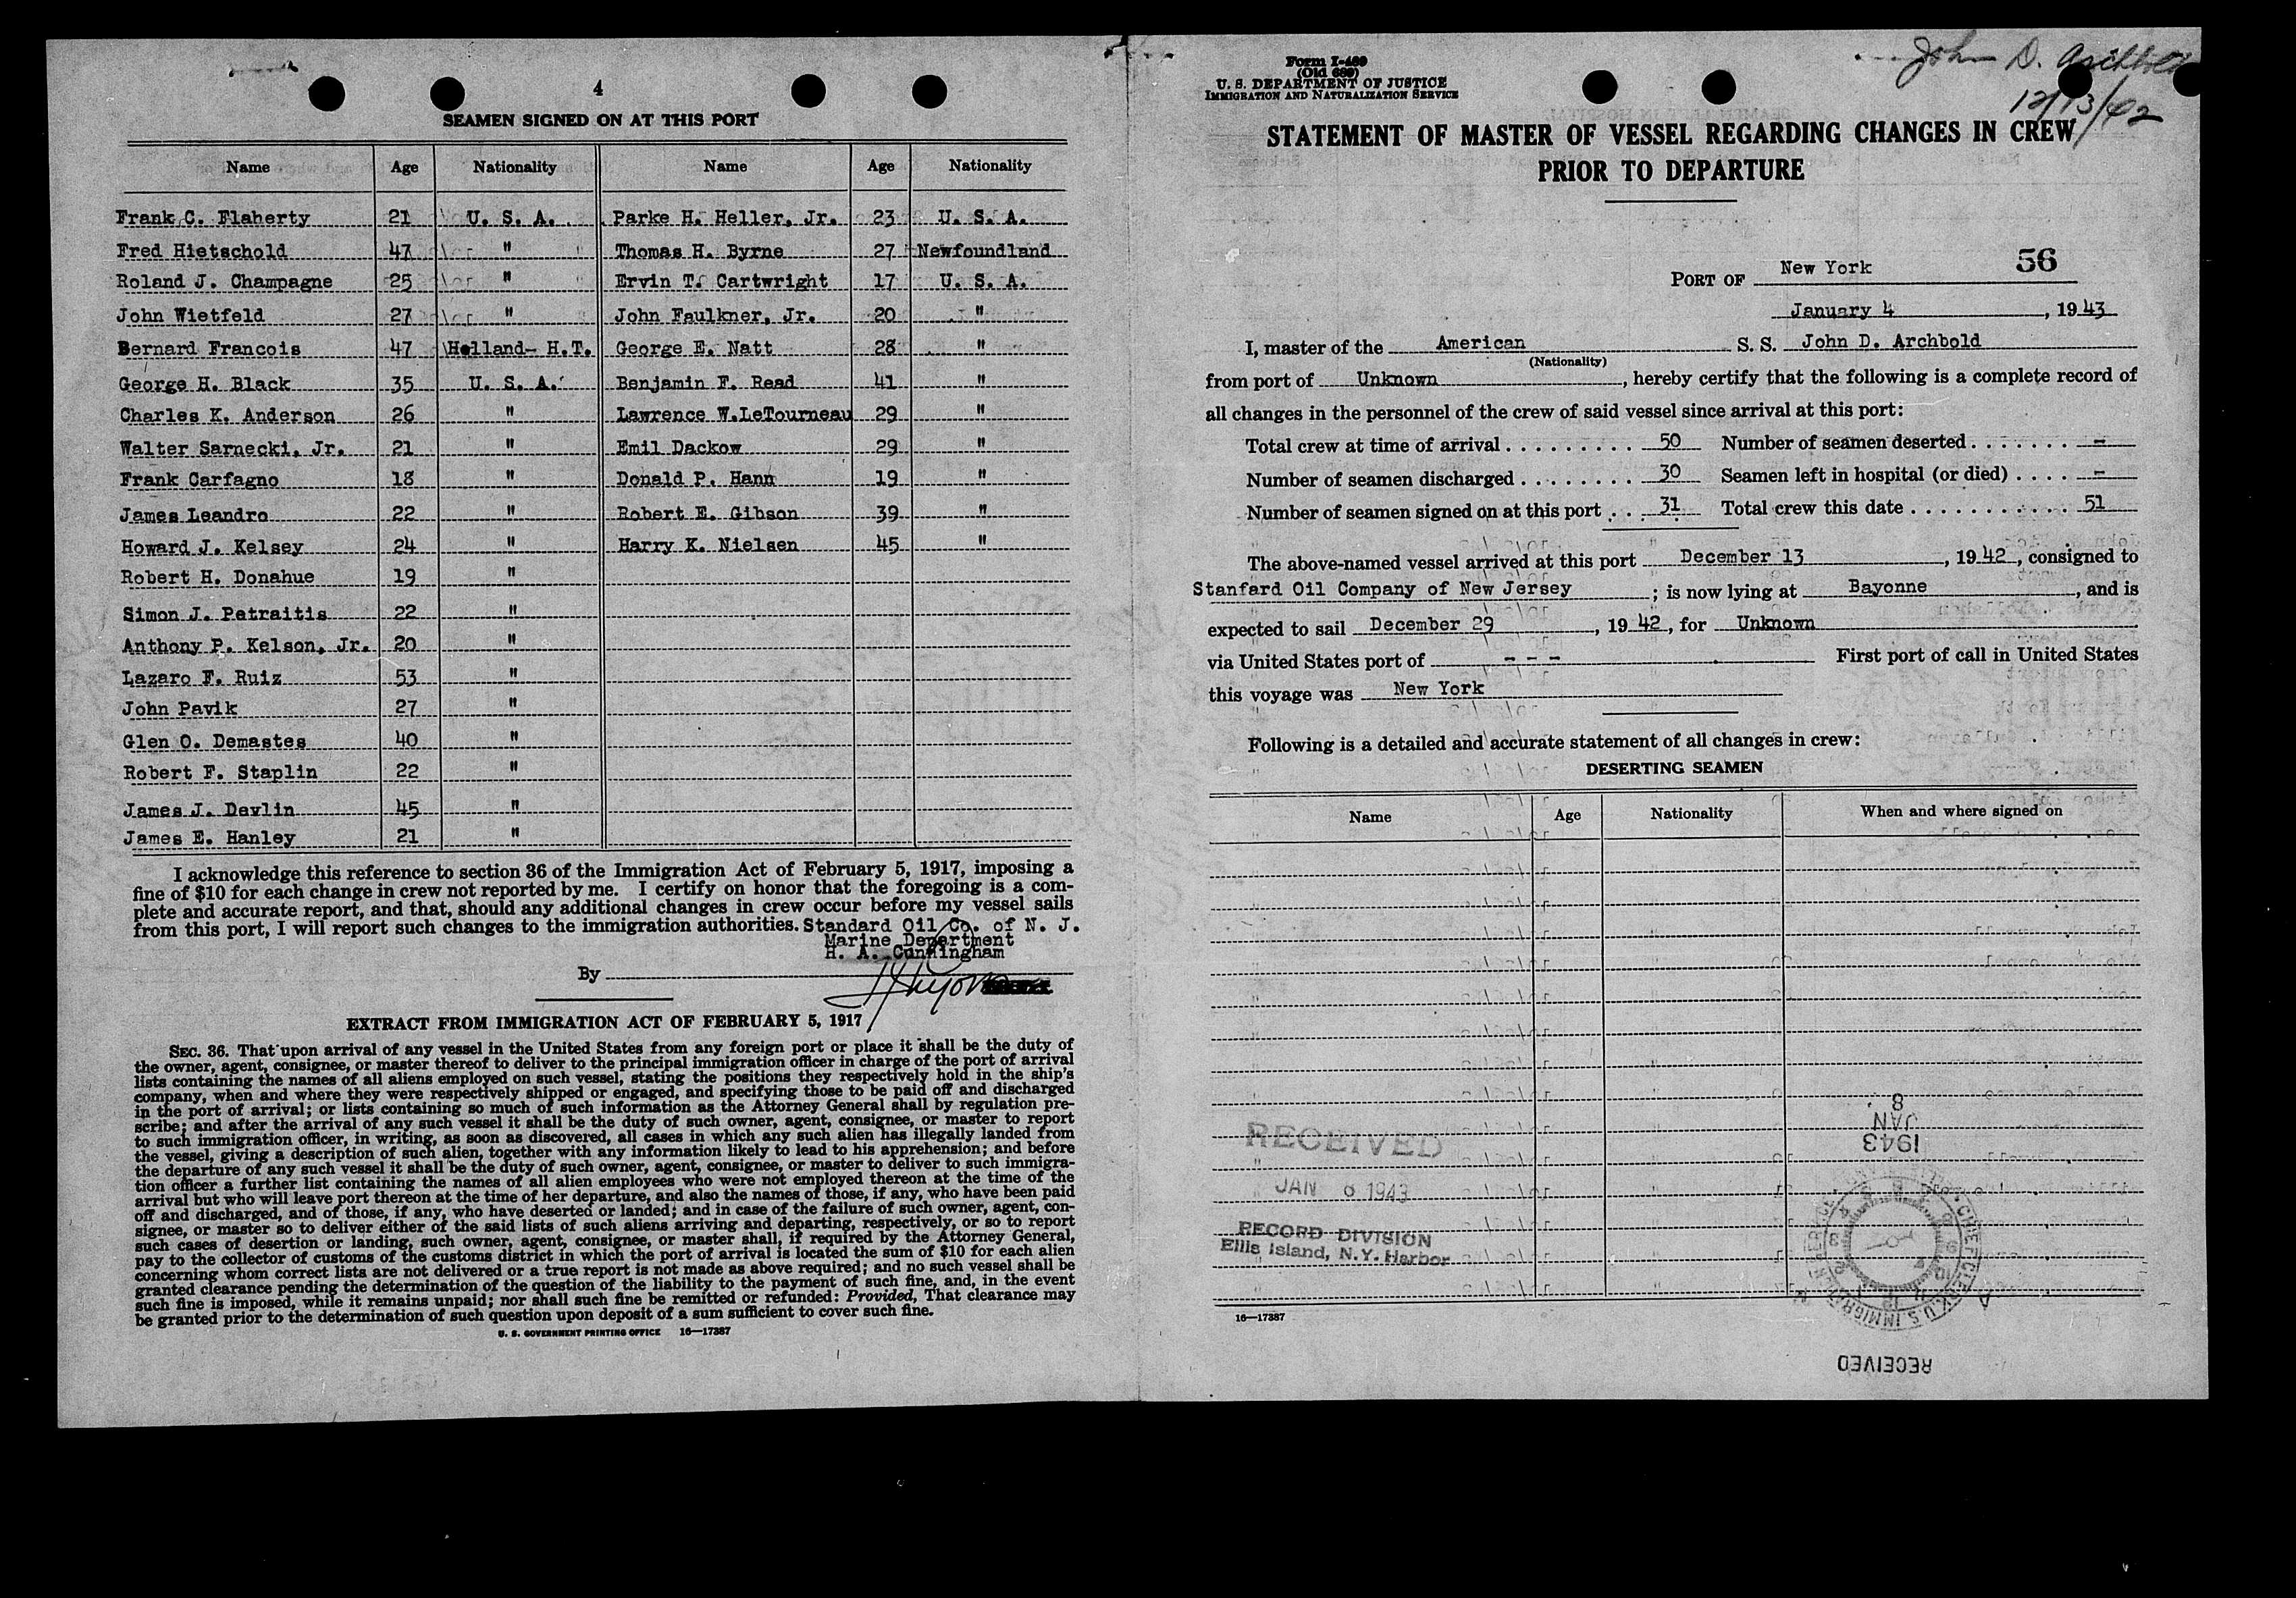 4
SEAMEN SIGNED ON AT THIS PORT
Name Age Nationality Name Age Nationality
Frank C. Flaherty 21 U. S. A. Parke H. Heller, Jr. 23 U. S. A.
Fred Hietschold 47 " Thomas H. Byrne 27 Newfoundland
Roland J. Champagne 25 " Ervin T. Cartwright 17 U. S. A.
John Wietfeld 27 " John Faulkner, Jr. 20 "
Bernard Francois 47 Holland- H.T. George E. Natt 28 "
George H. Black 35 U. S. A. Benjamin F. Read 41 "
Charles K. Anderson 26 " Lawrence W.LeTourneau 29 "
Walter Sarnecki, Jr. 21 " Emil Dackow 29 "
Frank Carfagno 18 " Donald P. Hann 19 "
James Leandro 22 " Robert E. Gibson 39 "
Howard J. Kelsey 24 " Harry K. Nielsen 45 "
Robert H. Donahue 19 "
Simon J. Petraitis 22 "
Anthony P. Kelson, Jr. 20 "
Lazaro F. Ruiz 53 "
John Pavik 27 "
Glen O. Demastes 40 "
Robert F. Staplin 22 "
James J. Devlin 45 "
James E. Hanley 21 "
I acknowledge this reference to section 36 of the Immigration Act of February 5, 1917, imposing a
fine of $10 for each change in crew not reported by me. I certify on honor that the foregoing is a com-
plete and accurate report, and that, should any additional changes in crew occur before my vessel sails
from this port, I will report such changes to the immigration authorities. Standard Oil Co. of N. J.
Marine Department
H. A. Cunningham
By
EXTRACT FROM IMMIGRATION ACT OF FEBRUARY 5, 1917
SEC. 36. That upon arrival of any vessel in the United States from any foreign port or place it shall be the duty of
the owner, agent, consignee, or master thereof to deliver to the principal immigration officer in charge of the port of arrival
lists containing the names of all aliens employed on such vessel, stating the positions they respectively hold in the ship's
company, when and where they were respectively shipped or engaged, and specifying those to be paid off and discharged
in the port of arrival; or lists containing so much of such information as the Attorney General shall by regulation pre-
scribe; and after the arrival of any such vessel it shall be the duty of such owner, agent, consignee, or master to report
to such immigration officer, in writing, as soon as discovered, all cases in which any such alien has illegally landed from
the vessel, giving a description of such alien, together with any information likely to lead to his apprehension; and before
the departure of any such vessel it shall be the duty of such owner, agent, consignee, or master to deliver to such immigra-
tion officer a further list containing the names of all alien employees who were not employed thereon at the time of the
arrival but who will leave port thereon at the time of her departure, and also the names of those, if any, who have been paid
off and discharged, and of those, if any, who have deserted or landed; and in case of the failure of such owner, agent, con-
signee, or master so to deliver either of the said lists of such aliens arriving and departing, respectively, or so to report
such cases of desertion or landing, such owner, agent, consignee, or master shall, if required by the Attorney General,
pay to the collector of customs of the customs district in which the port of arrival is located the sum of $10 for each alien
concerning whom correct lists are not delivered or a true report is not made as above required; and no such vessel shall be
granted clearance pending the determination of the question of the liability to the payment of such fine, and, in the event
such fine is imposed, while it remains unpaid; nor shall such fine be remitted or refunded: Provided, That clearance may
be granted prior to the determination of such question upon deposit of a sum sufficient to cover such fine.
U. S. GOVERNMENT PRINTING OFFICE 16—17387
Form I-489
(Old 689)
U. S. DEPARTMENT OF JUSTICE
IMMIGRATION AND NATURALIZATION SERVICE
John D. Archbold
12/13/42
STATEMENT OF MASTER OF VESSEL REGARDING CHANGES IN CREW
PRIOR TO DEPARTURE
56
PORT OF New York
January 4, 1943
I, master of the American S. S. John D. Archbold
(Nationality)
from port of Unknown, hereby certify that the following is a complete record of
all changes in the personnel of the crew of said vessel since arrival at this port:
Total crew at time of arrival . . . . . . . . . 50 Number of seamen deserted . . . . . . . –
Number of seamen discharged . . . . . . . . 30 Seamen left in hospital (or died) . . . . –
Number of seamen signed on at this port . . . 31 Total crew this date . . . . . . . . . . . 51
The above-named vessel arrived at this port December 13, 1942, consigned to
Stanfard Oil Company of New Jersey; is now lying at Bayonne, and is
expected to sail December 29, 1942, for Unknown
via United States port of - - - First port of call in United States
this voyage was New York
Following is a detailed and accurate statement of all changes in crew:
DESERTING SEAMEN
Name Age Nationality When and where signed on
RECEIVED
JAN 6 1943
RECORD DIVISION
Ellis Island, N.Y. Harbor
1943
JAN
8
RECEIVED
16—17387